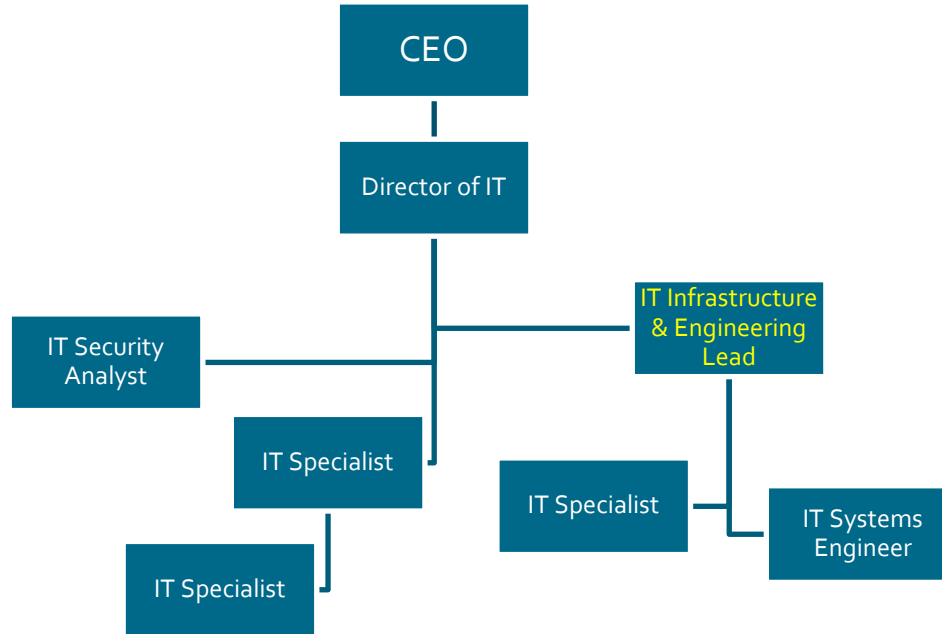 CEO
Director of IT
IT Infrastructure
& Engineering
Lead
IT Security
Analyst
IT Specialist
IT Specialist
IT Systems
Engineer
IT Specialist